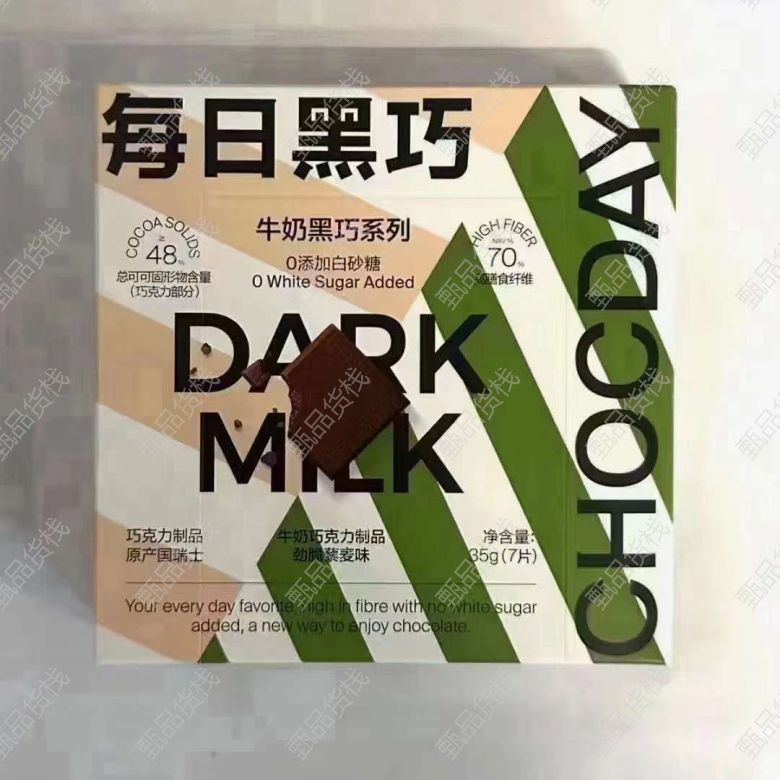 每日黑巧
CHOCDAY
COCOA SOLIDS
≥
48%
总可可固形物含量
(巧克力部分)
牛奶黑巧系列
0添加白砂糖
0 White Sugar Added
HIGH FIBER
NRV%
70%
膳食纤维
DARK
MILK
巧克力制品
原产国瑞士
牛奶巧克力制品
劲脆藜麦味
净含量:
35g(7片)
Your every day favorite, high in fibre with no white sugar
added, a new way to enjoy chocolate.
甄品货栈